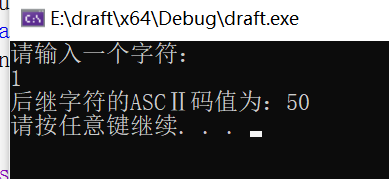 E:\draft\x64\Debug\draft.exe
请输入一个字符：
1
后继字符的ASCⅡ码值为：50
请按任意键继续. . .